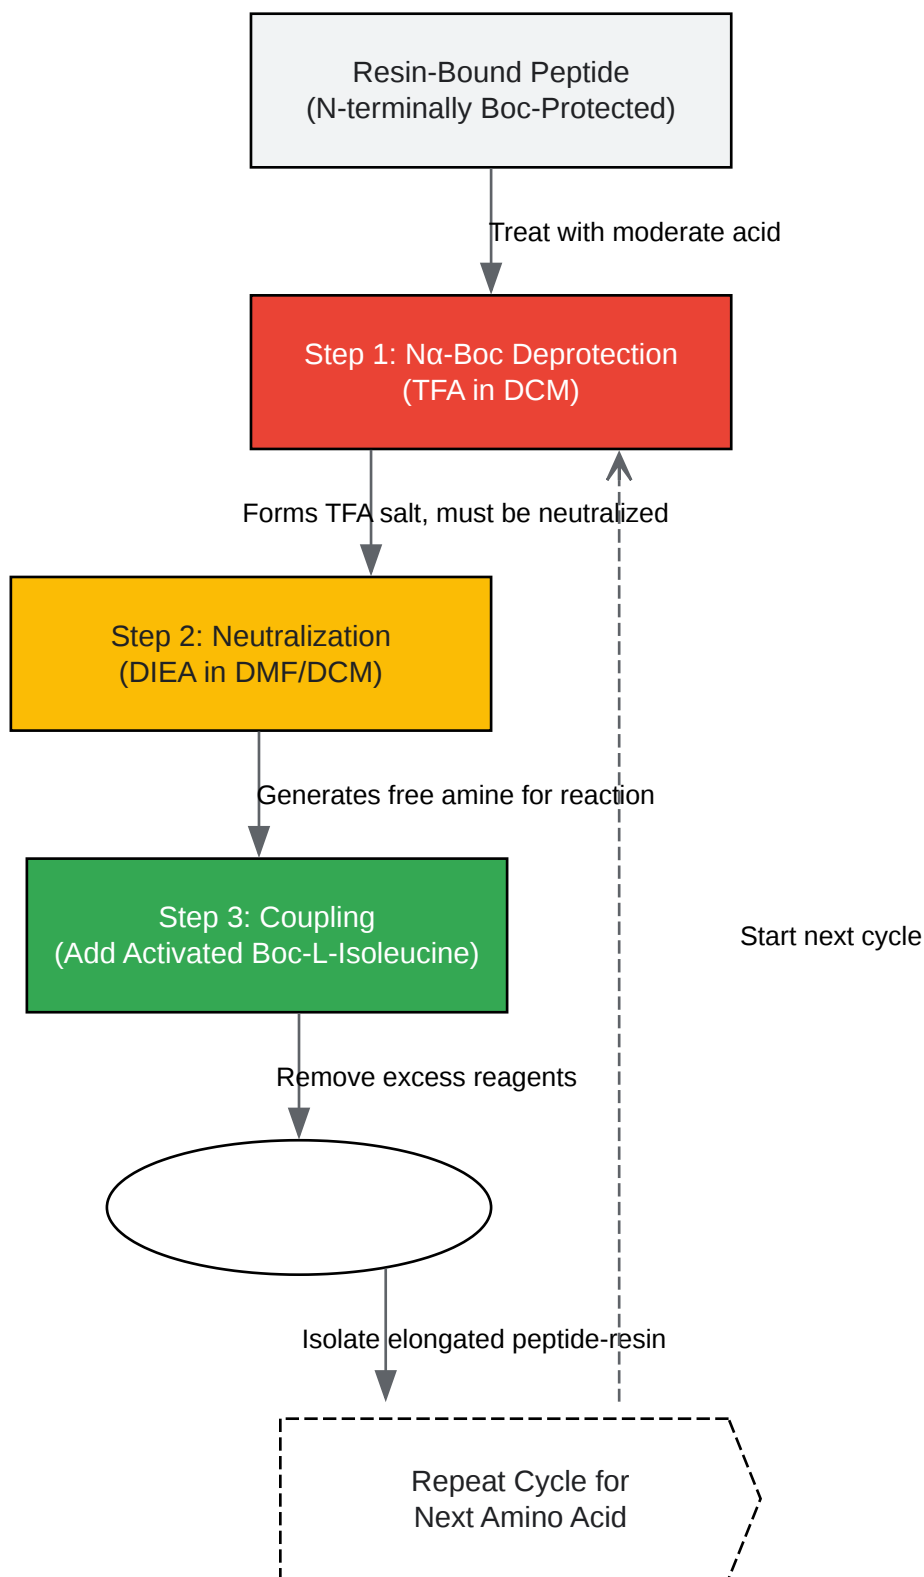 Resin-Bound Peptide
(N-terminally Boc-Protected)
Treat with moderate acid
Step 1: Nα-Boc Deprotection
(TFA in DCM)
Forms TFA salt, must be neutralized
Step 2: Neutralization
(DIEA in DMF/DCM)
Generates free amine for reaction
Step 3: Coupling
(Add Activated Boc-L-Isoleucine)
Start next cycle
Remove excess reagents
Isolate elongated peptide-resin
Repeat Cycle for
Next Amino Acid